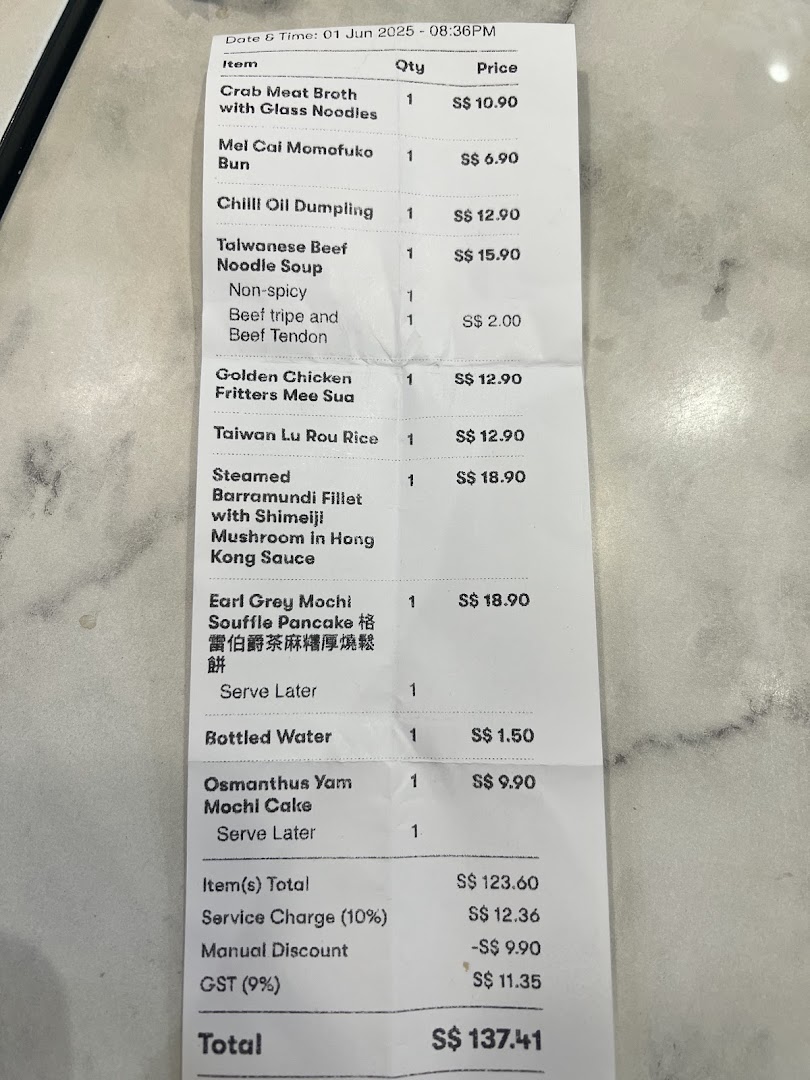 Date & Time: 01 Jun 2025 - 08:36PM
Item Qty Price
Crab Meat Broth 1 S$ 10.90
with Glass Noodles
Mei Cai Momofuko 1 S$ 6.90
Bun
Chilli Oil Dumpling 1 S$ 12.90
Taiwanese Beef 1 S$ 15.90
Noodle Soup
Non-spicy 1
Beef tripe and 1 S$ 2.00
Beef Tendon
Golden Chicken 1 S$ 12.90
Fritters Mee Sua
Taiwan Lu Rou Rice 1 S$ 12.90
Steamed 1 S$ 18.90
Barramundi Fillet
with Shimeiji
Mushroom in Hong
Kong Sauce
Earl Grey Mochi 1 S$ 18.90
Souffle Pancake 格
雷伯爵茶麻糬厚燒鬆
餅
Serve Later 1
Bottled Water 1 S$ 1.50
Osmanthus Yam 1 S$ 9.90
Mochi Cake
Serve Later 1
Item(s) Total S$ 123.60
Service Charge (10%) S$ 12.36
Manual Discount -S$ 9.90
GST (9%) S$ 11.35
Total S$ 137.41